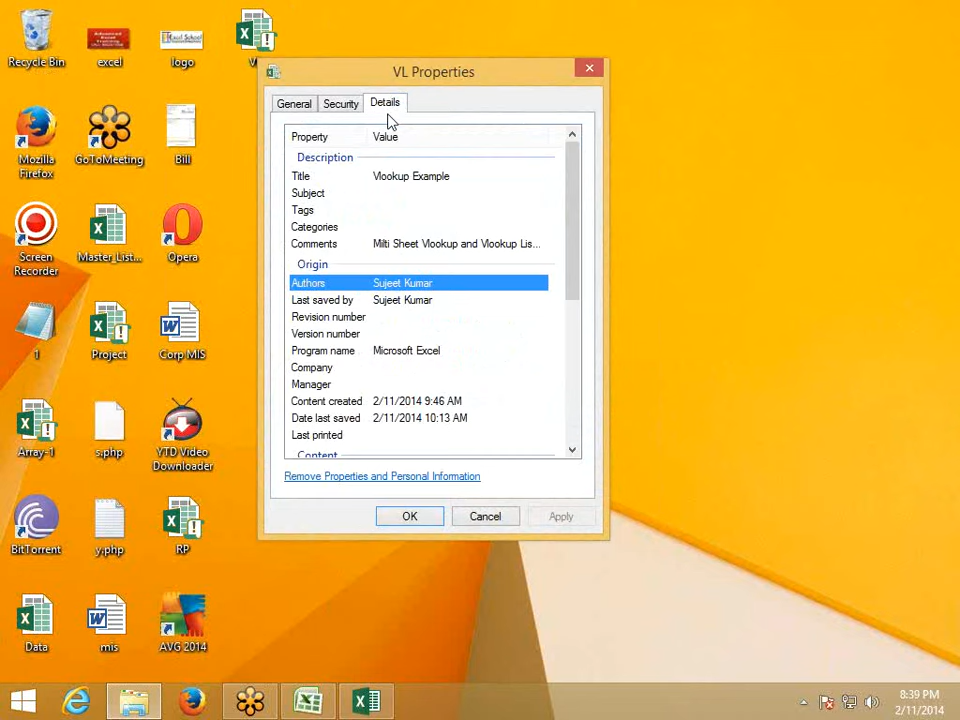 Recycle Bin
excel
logo
VL Properties
General
Security
Details
Property
Value
Description
Title
Vlookup Example
Subject
Tags
Categories
Comments
Milti Sheet Vlookup and Vlookup Lis...
Origin
Authors
Sujeet Kumar
Last saved by
Sujeet Kumar
Revision number
Version number
Program name
Microsoft Excel
Company
Manager
Content created
2/11/2014 9:46 AM
Date last saved
2/11/2014 10:13 AM
Last printed
Content
Remove Properties and Personal Information
OK
Cancel
Apply
Mozilla
Firefox
GoToMeeting
Bill
Screen
Recorder
Master_List...
Opera
1
Project
Corp MIS
Array-1
s.php
YTD Video
Downloader
BitTorrent
y.php
RP
Data
mis
AVG 2014
8:39 PM
2/11/2014